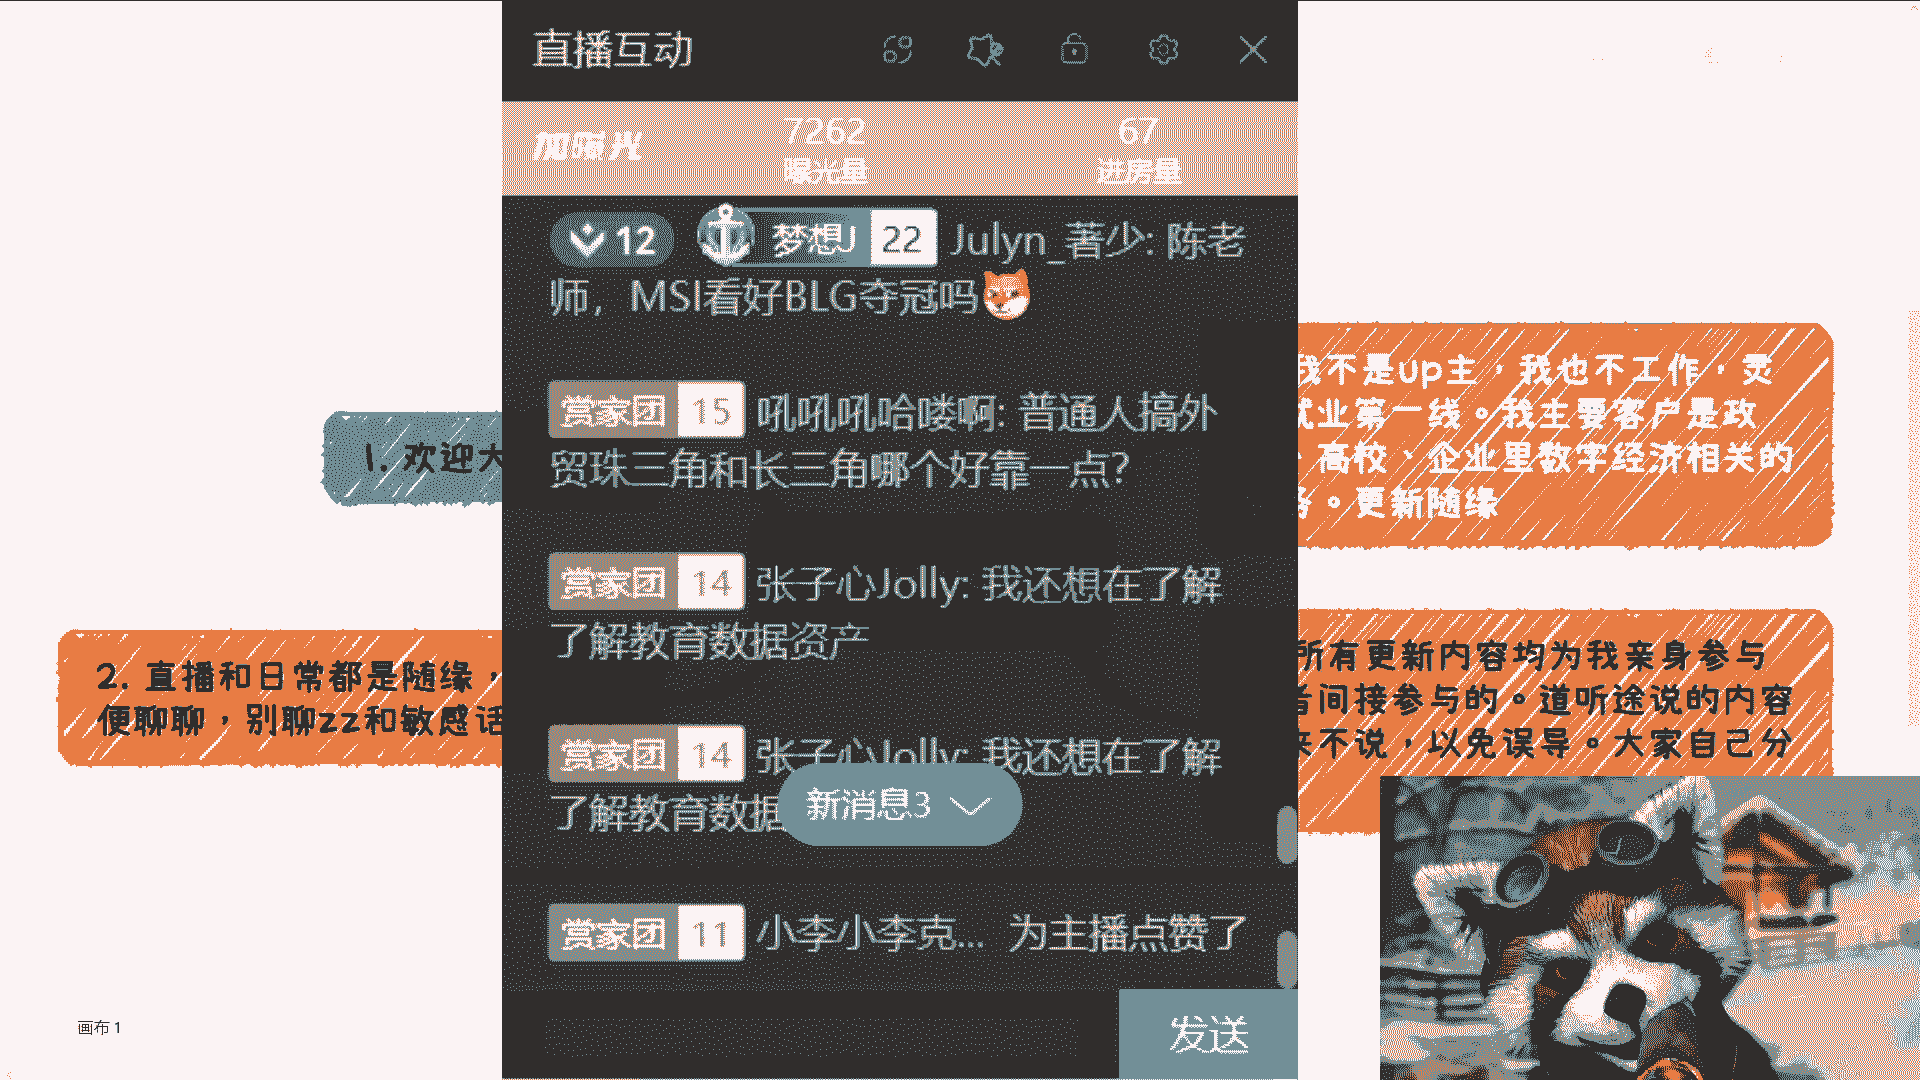 直播互动
加曝光
7262
曝光量
67
进房量
12 梦想J 22 Julyn_著少: 陈老
师，MSI看好BLG夺冠吗
赏家团 15 吼吼吼哈喽啊: 普通人搞外
贸珠三角和长三角哪个好靠一点?
赏家团 14 张子心Jolly: 我还想在了解
了解教育数据资产
赏家团 14 张子心Jolly: 我还想在了解
了解教育数据
新消息3
赏家团 11 小李小李克... 为主播点赞了
发送
1. 欢迎大
2. 直播和日常都是随缘，
便聊聊，别聊zz和敏感话
我不是up主，我也不工作，灵
就业第一线。我主要客户是政
、高校、企业里数字经济相关的
务。更新随缘
所有更新内容均为我亲身参与
者间接参与的。道听途说的内容
来不说，以免误导。大家自己分
画布 1